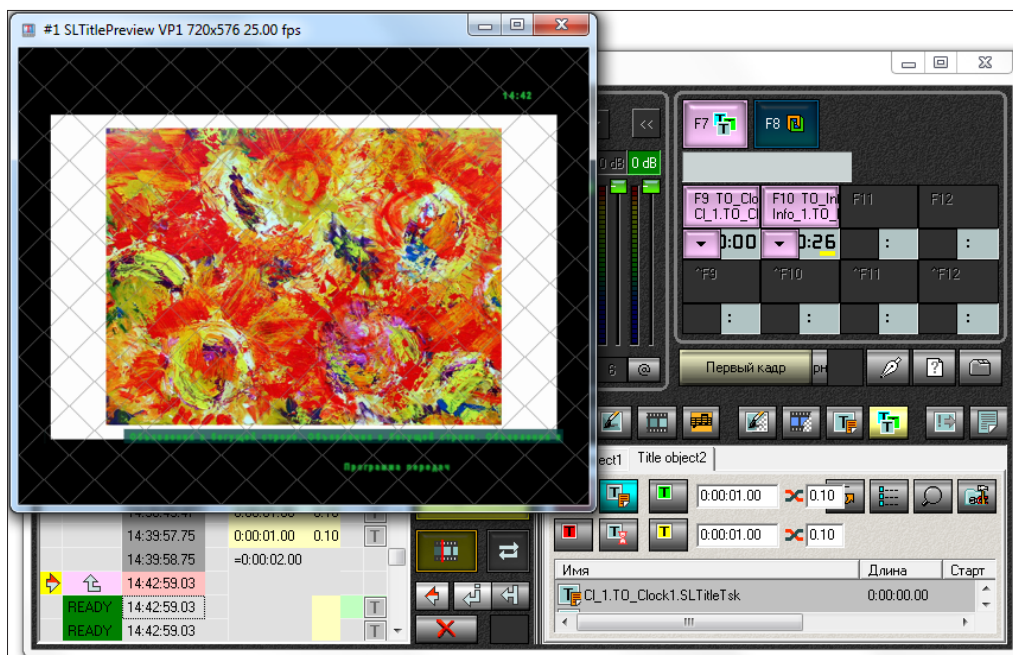 #1 SLTitlePreview VP1 720x576 25.00 fps
14:42
Программа передач
<<
0 dB 0 dB
6 @
F7 T
F8
F9 TO_Clo
Cl_1.TO_Cl
F10 TO_In
Info_1.TO_
F11
F12
:00
:26
:
:
^F9
^F10
^F11
^F12
:
:
:
:
Первый кадр
рн
ect1 Title object2
T
T
0:00:01.00
0.10
T
T
T
0:00:01.00
0.10
Имя
Длина
Старт
Cl_1.TO_Clock1.SLTitleTsk
0:00:00.00
14:39:57.75 0:00:01.00 0.10 T
14:39:58.75 =0:00:02.00
14:42:59.03
READY 14:42:59.03 T
READY 14:42:59.03 T